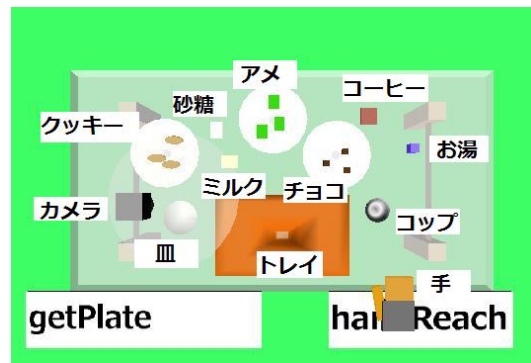 アメ
コーヒー
砂糖
クッキー
お湯
ミルク
チョコ
カメラ
コップ
皿
トレイ
手
getPlate
han Reach